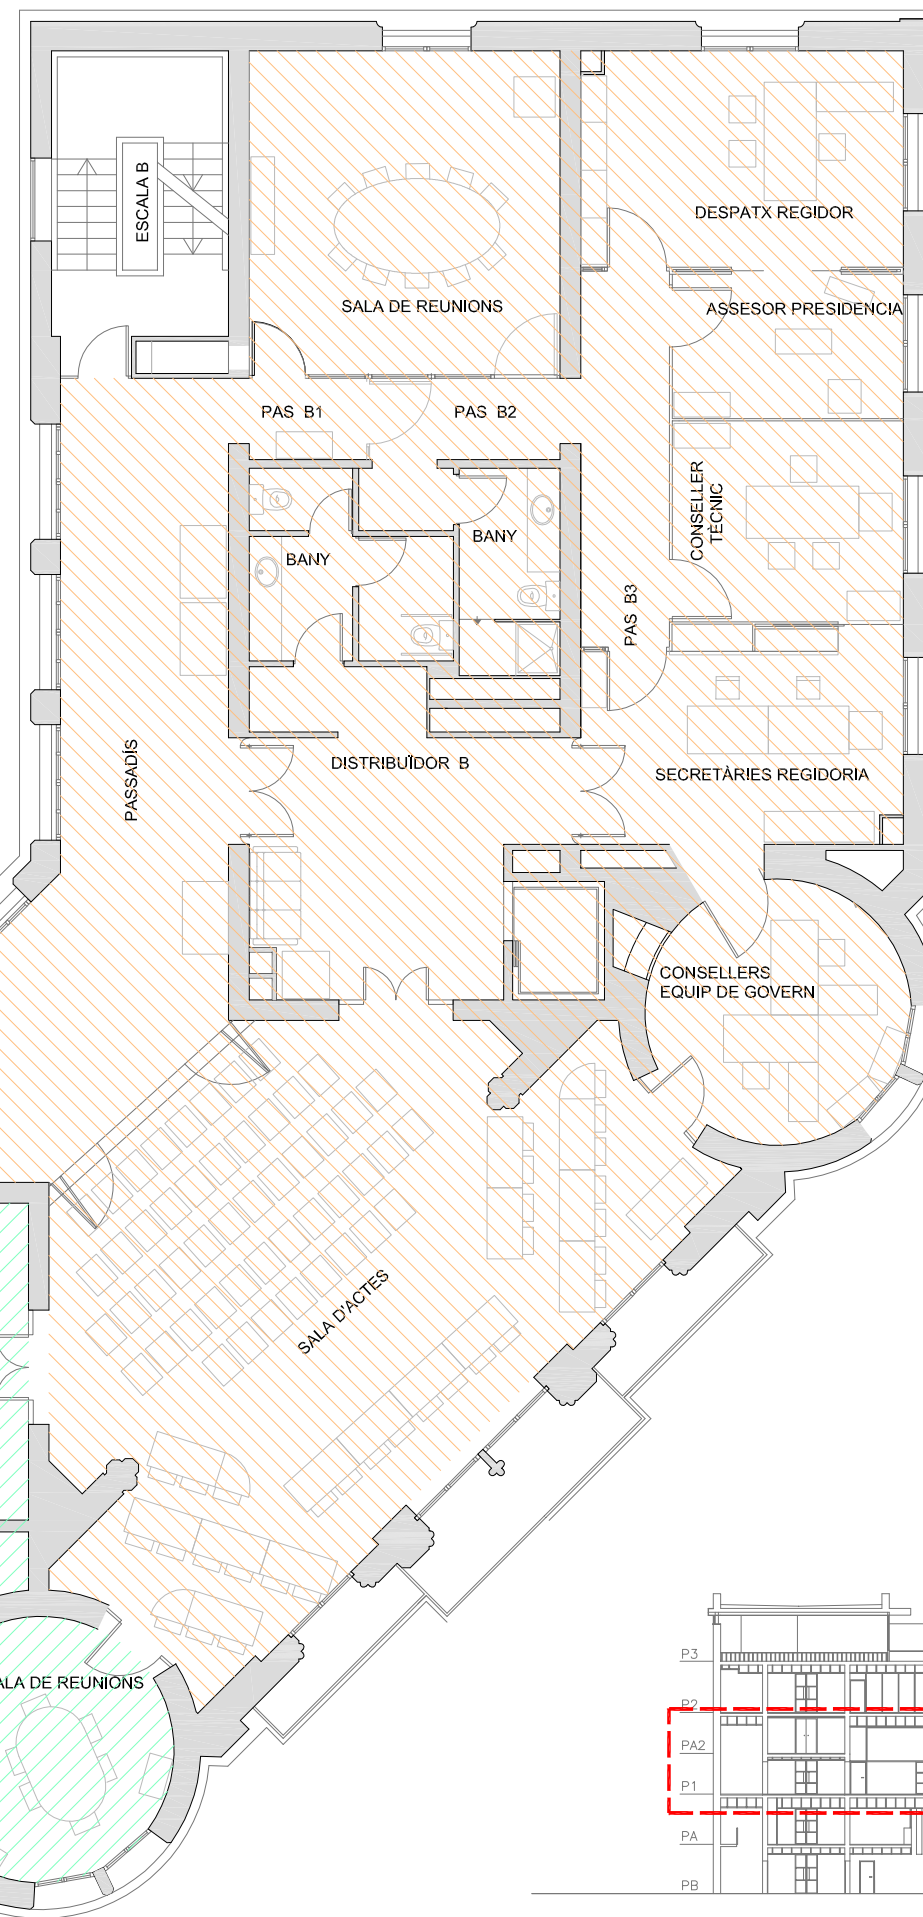 ESCALA B
DESPATX REGIDOR
SALA DE REUNIONS
ASSESOR PRESIDENCIA
PAS B1
PAS B2
CONSELLER
TÈCNIC
BANY
BANY
PAS B3
PASSADÍS
DISTRIBUÏDOR B
SECRETÀRIES REGIDORIA
CONSELLERS
EQUIP DE GOVERN
SALA D'ACTES
ALA DE REUNIONS
P3
P2
PA2
P1
PA
PB